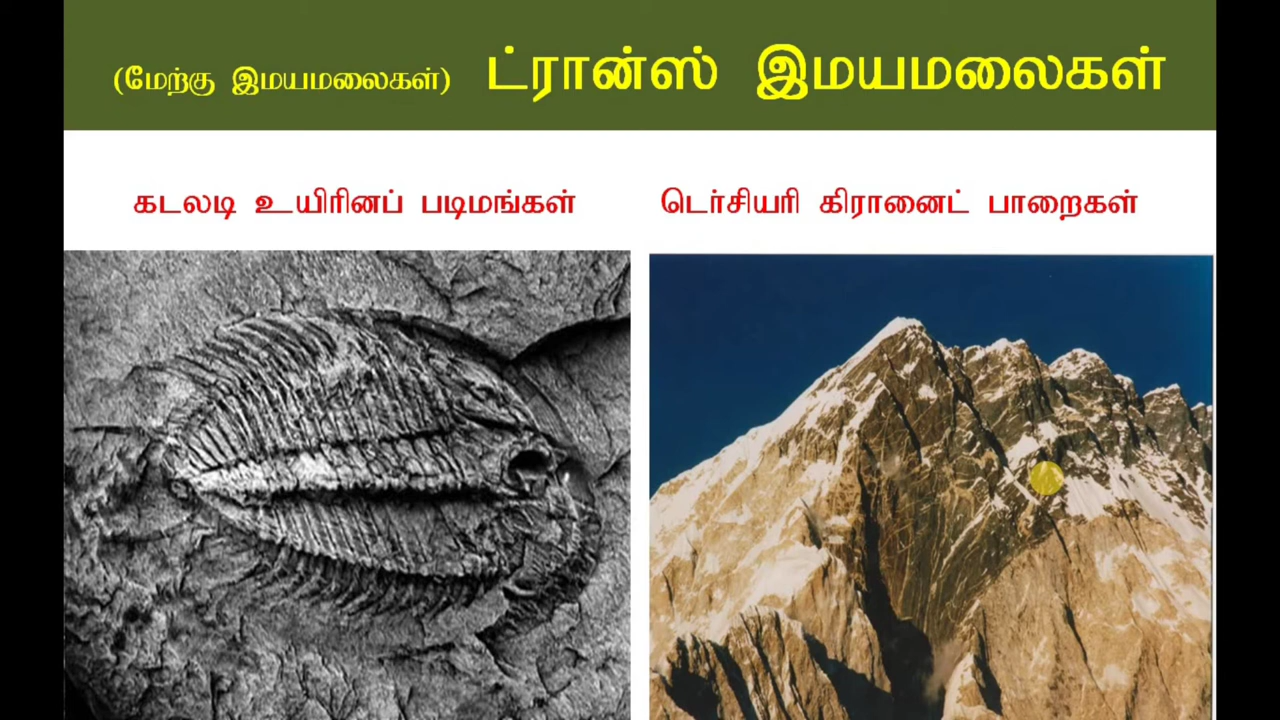 (மேற்கு இமயமலைகள்) ட்ரான்ஸ் இமயமலைகள்
கடலடி உயிரினப் படிமங்கள்
டெர்சியரி கிரானைட் பாறைகள்